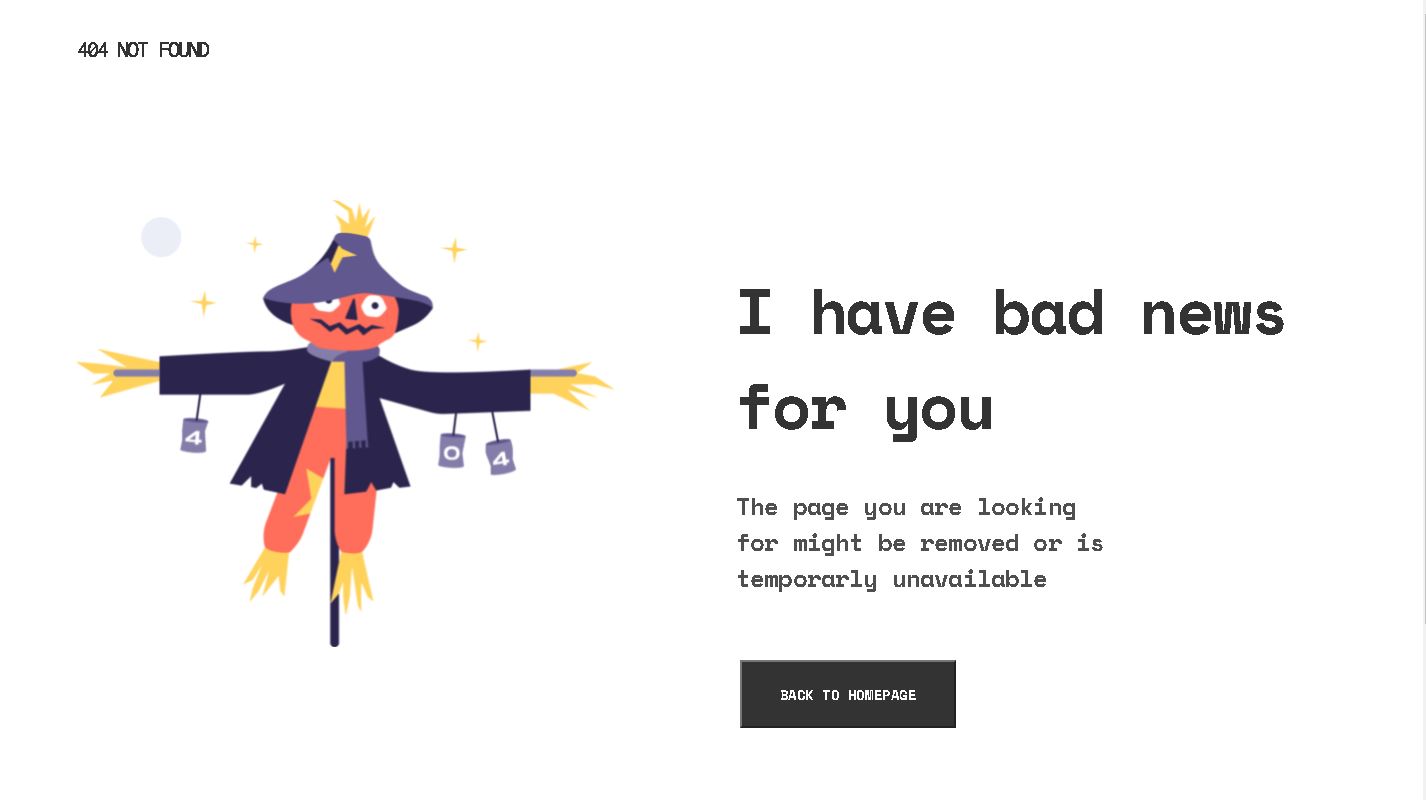 404 NOT FOUND
4
0
4
I have bad news
for you
The page you are looking
for might be removed or is
temporarly unavailable
BACK TO HOMEPAGE